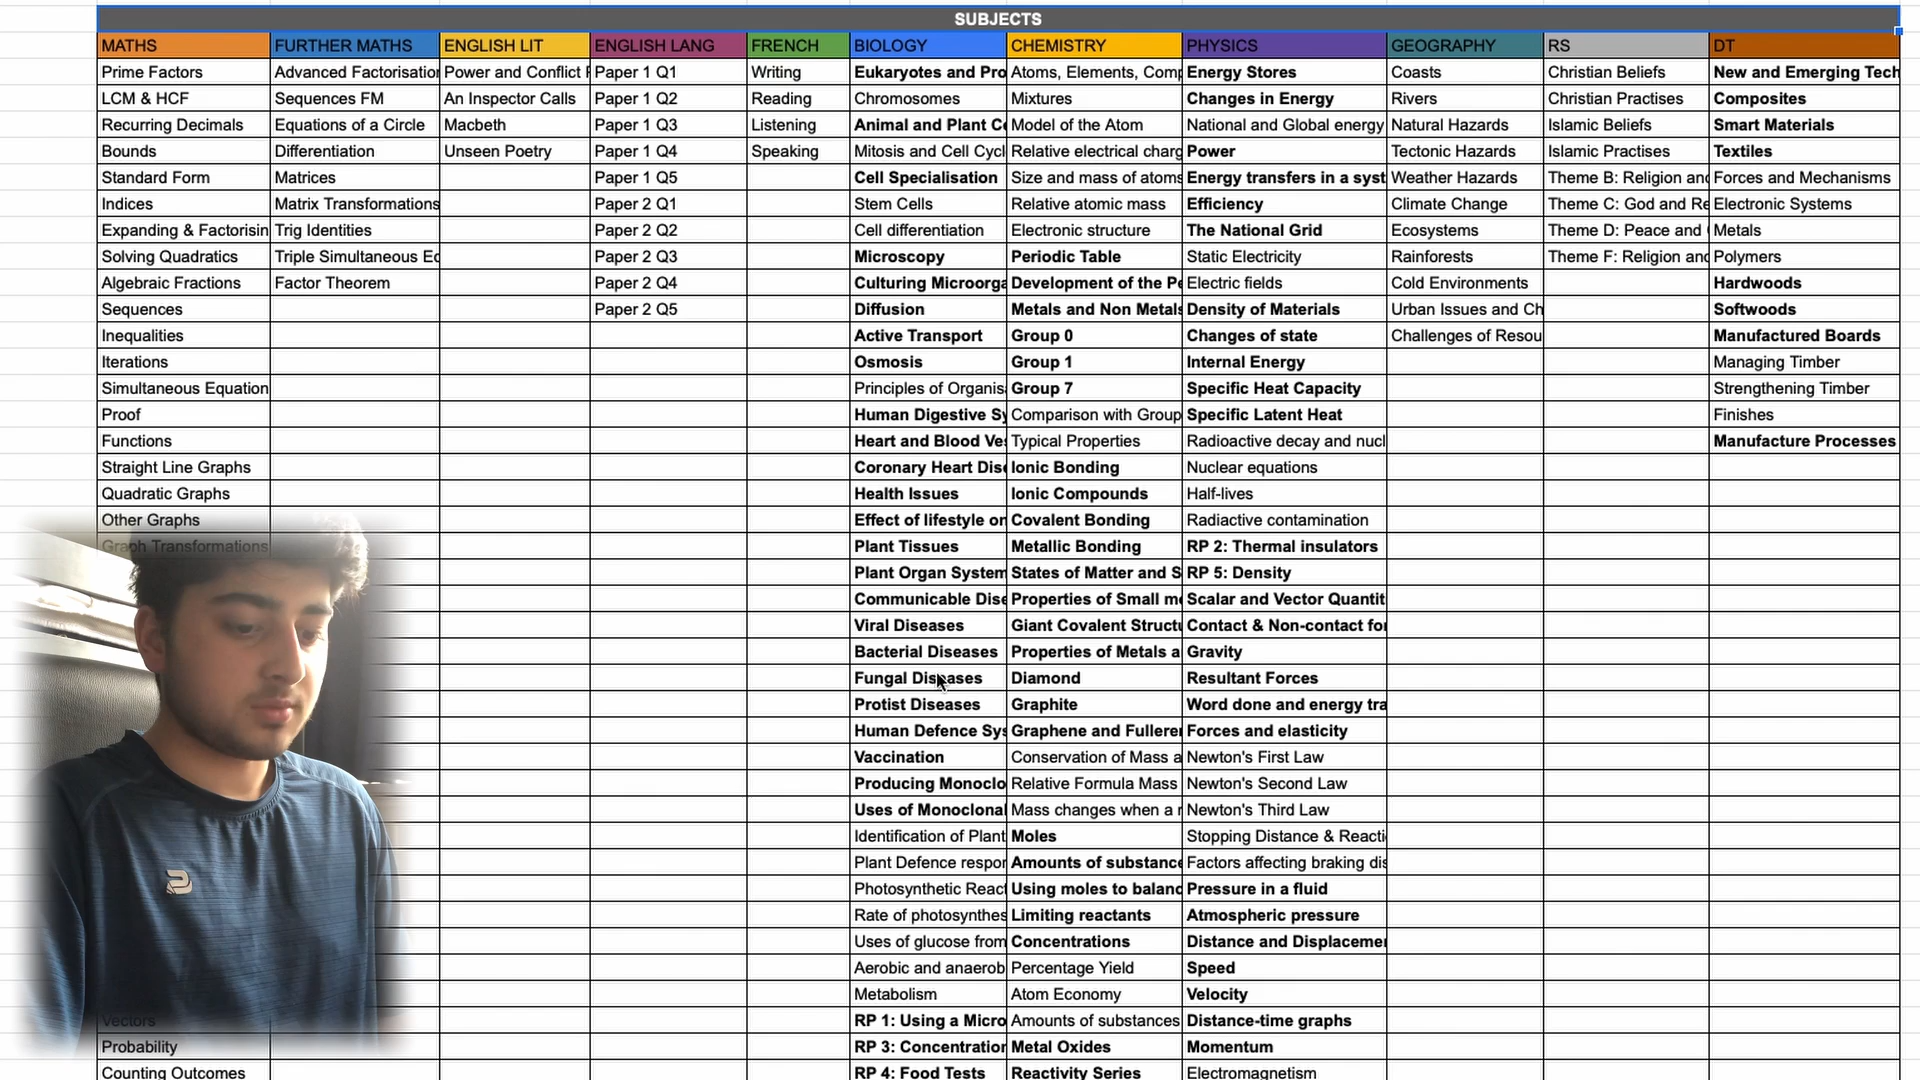 SUBJECTS
MATHS FURTHER MATHS ENGLISH LIT ENGLISH LANG FRENCH BIOLOGY CHEMISTRY PHYSICS GEOGRAPHY RS DT
Prime Factors Advanced Factorisation Power and Conflict Paper 1 Q1 Writing Eukaryotes and Pro Atoms, Elements, Comp Energy Stores Coasts Christian Beliefs New and Emerging Tech
LCM & HCF Sequences FM An Inspector Calls Paper 1 Q2 Reading Chromosomes Mixtures Changes in Energy Rivers Christian Practises Composites
Recurring Decimals Equations of a Circle Macbeth Paper 1 Q3 Listening Animal and Plant Ce Model of the Atom National and Global energy Natural Hazards Islamic Beliefs Smart Materials
Bounds Differentiation Unseen Poetry Paper 1 Q4 Speaking Mitosis and Cell Cycl Relative electrical charg Power Tectonic Hazards Islamic Practises Textiles
Standard Form Matrices Paper 1 Q5 Cell Specialisation Size and mass of atoms Energy transfers in a syst Weather Hazards Theme B: Religion and Forces and Mechanisms
Indices Matrix Transformations Paper 2 Q1 Stem Cells Relative atomic mass Efficiency Climate Change Theme C: God and Re Electronic Systems
Expanding & Factorisin Trig Identities Paper 2 Q2 Cell differentiation Electronic structure The National Grid Ecosystems Theme D: Peace and Metals
Solving Quadratics Triple Simultaneous Eq Paper 2 Q3 Microscopy Periodic Table Static Electricity Rainforests Theme F: Religion and Polymers
Algebraic Fractions Factor Theorem Paper 2 Q4 Culturing Microorga Development of the Pe Electric fields Cold Environments Hardwoods
Sequences Paper 2 Q5 Diffusion Metals and Non Metals Density of Materials Urban Issues and Ch Softwoods
Inequalities Active Transport Group 0 Changes of state Challenges of Resou Manufactured Boards
Iterations Osmosis Group 1 Internal Energy Managing Timber
Simultaneous Equation Principles of Organisa Group 7 Specific Heat Capacity Strengthening Timber
Proof Human Digestive Sy Comparison with Group Specific Latent Heat Finishes
Functions Heart and Blood Ves Typical Properties Radioactive decay and nucl Manufacture Processes
Straight Line Graphs Coronary Heart Dise Ionic Bonding Nuclear equations
Quadratic Graphs Health Issues Ionic Compounds Half-lives
Other Graphs Effect of lifestyle on Covalent Bonding Radiactive contamination
Graph Transformations Plant Tissues Metallic Bonding RP 2: Thermal insulators
Plant Organ System States of Matter and S RP 5: Density
Communicable Dise Properties of Small mo Scalar and Vector Quantit
Viral Diseases Giant Covalent Structu Contact & Non-contact for
Bacterial Diseases Properties of Metals a Gravity
Fungal Diseases Diamond Resultant Forces
Protist Diseases Graphite Word done and energy tra
Human Defence Sys Graphene and Fullerer Forces and elasticity
Vaccination Conservation of Mass a Newton's First Law
Producing Monoclo Relative Formula Mass Newton's Second Law
Uses of Monoclonal Mass changes when a r Newton's Third Law
Identification of Plant Moles Stopping Distance & Reacti
Plant Defence respon Amounts of substance Factors affecting braking dis
Photosynthetic React Using moles to balanc Pressure in a fluid
Rate of photosynthes Limiting reactants Atmospheric pressure
Uses of glucose from Concentrations Distance and Displacemen
Aerobic and anaerob Percentage Yield Speed
Metabolism Atom Economy Velocity
Vectors RP 1: Using a Micro Amounts of substances Distance-time graphs
Probability RP 3: Concentration Metal Oxides Momentum
Counting Outcomes RP 4: Food Tests Reactivity Series Electromagnetism